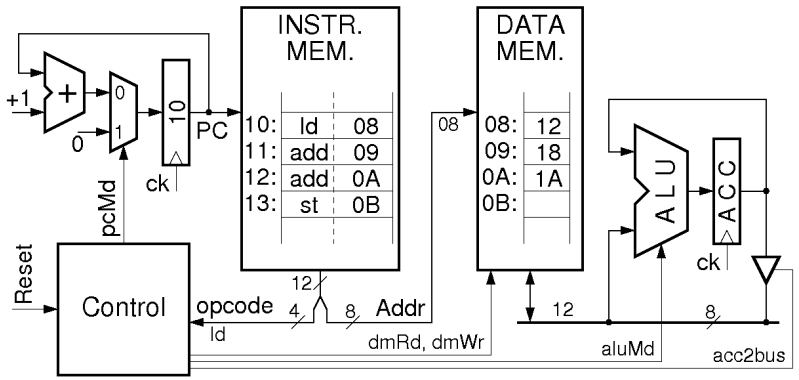 INSTR.
MEM.
DATA
MEM.
+1
+
0
1
0
10
PC
ck
pcMd
10: ld 08
11: add 09
12: add 0A
13: st 0B
08
08: 12
09: 18
0A: 1A
0B:
ALU
ACC
ck
Reset
Control
12
opcode
4
ld
8
Addr
dmRd, dmWr
12
8
aluMd
acc2bus